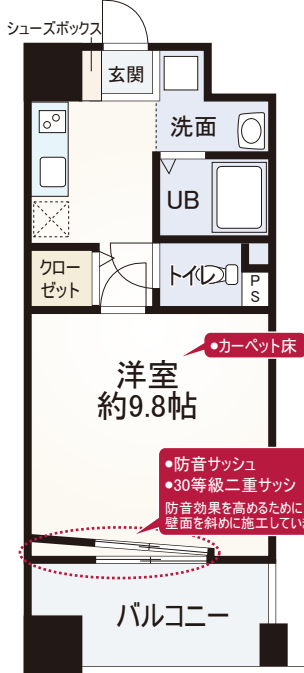 シューズボックス
玄関
洗面
UB
クロー
ゼット
トイレ
P
S
●カーペット床
洋室
約9.8帖
●防音サッシュ
●30等級二重サッシ
防音効果を高めるために
壁面を斜めに施工してい
バルコニー